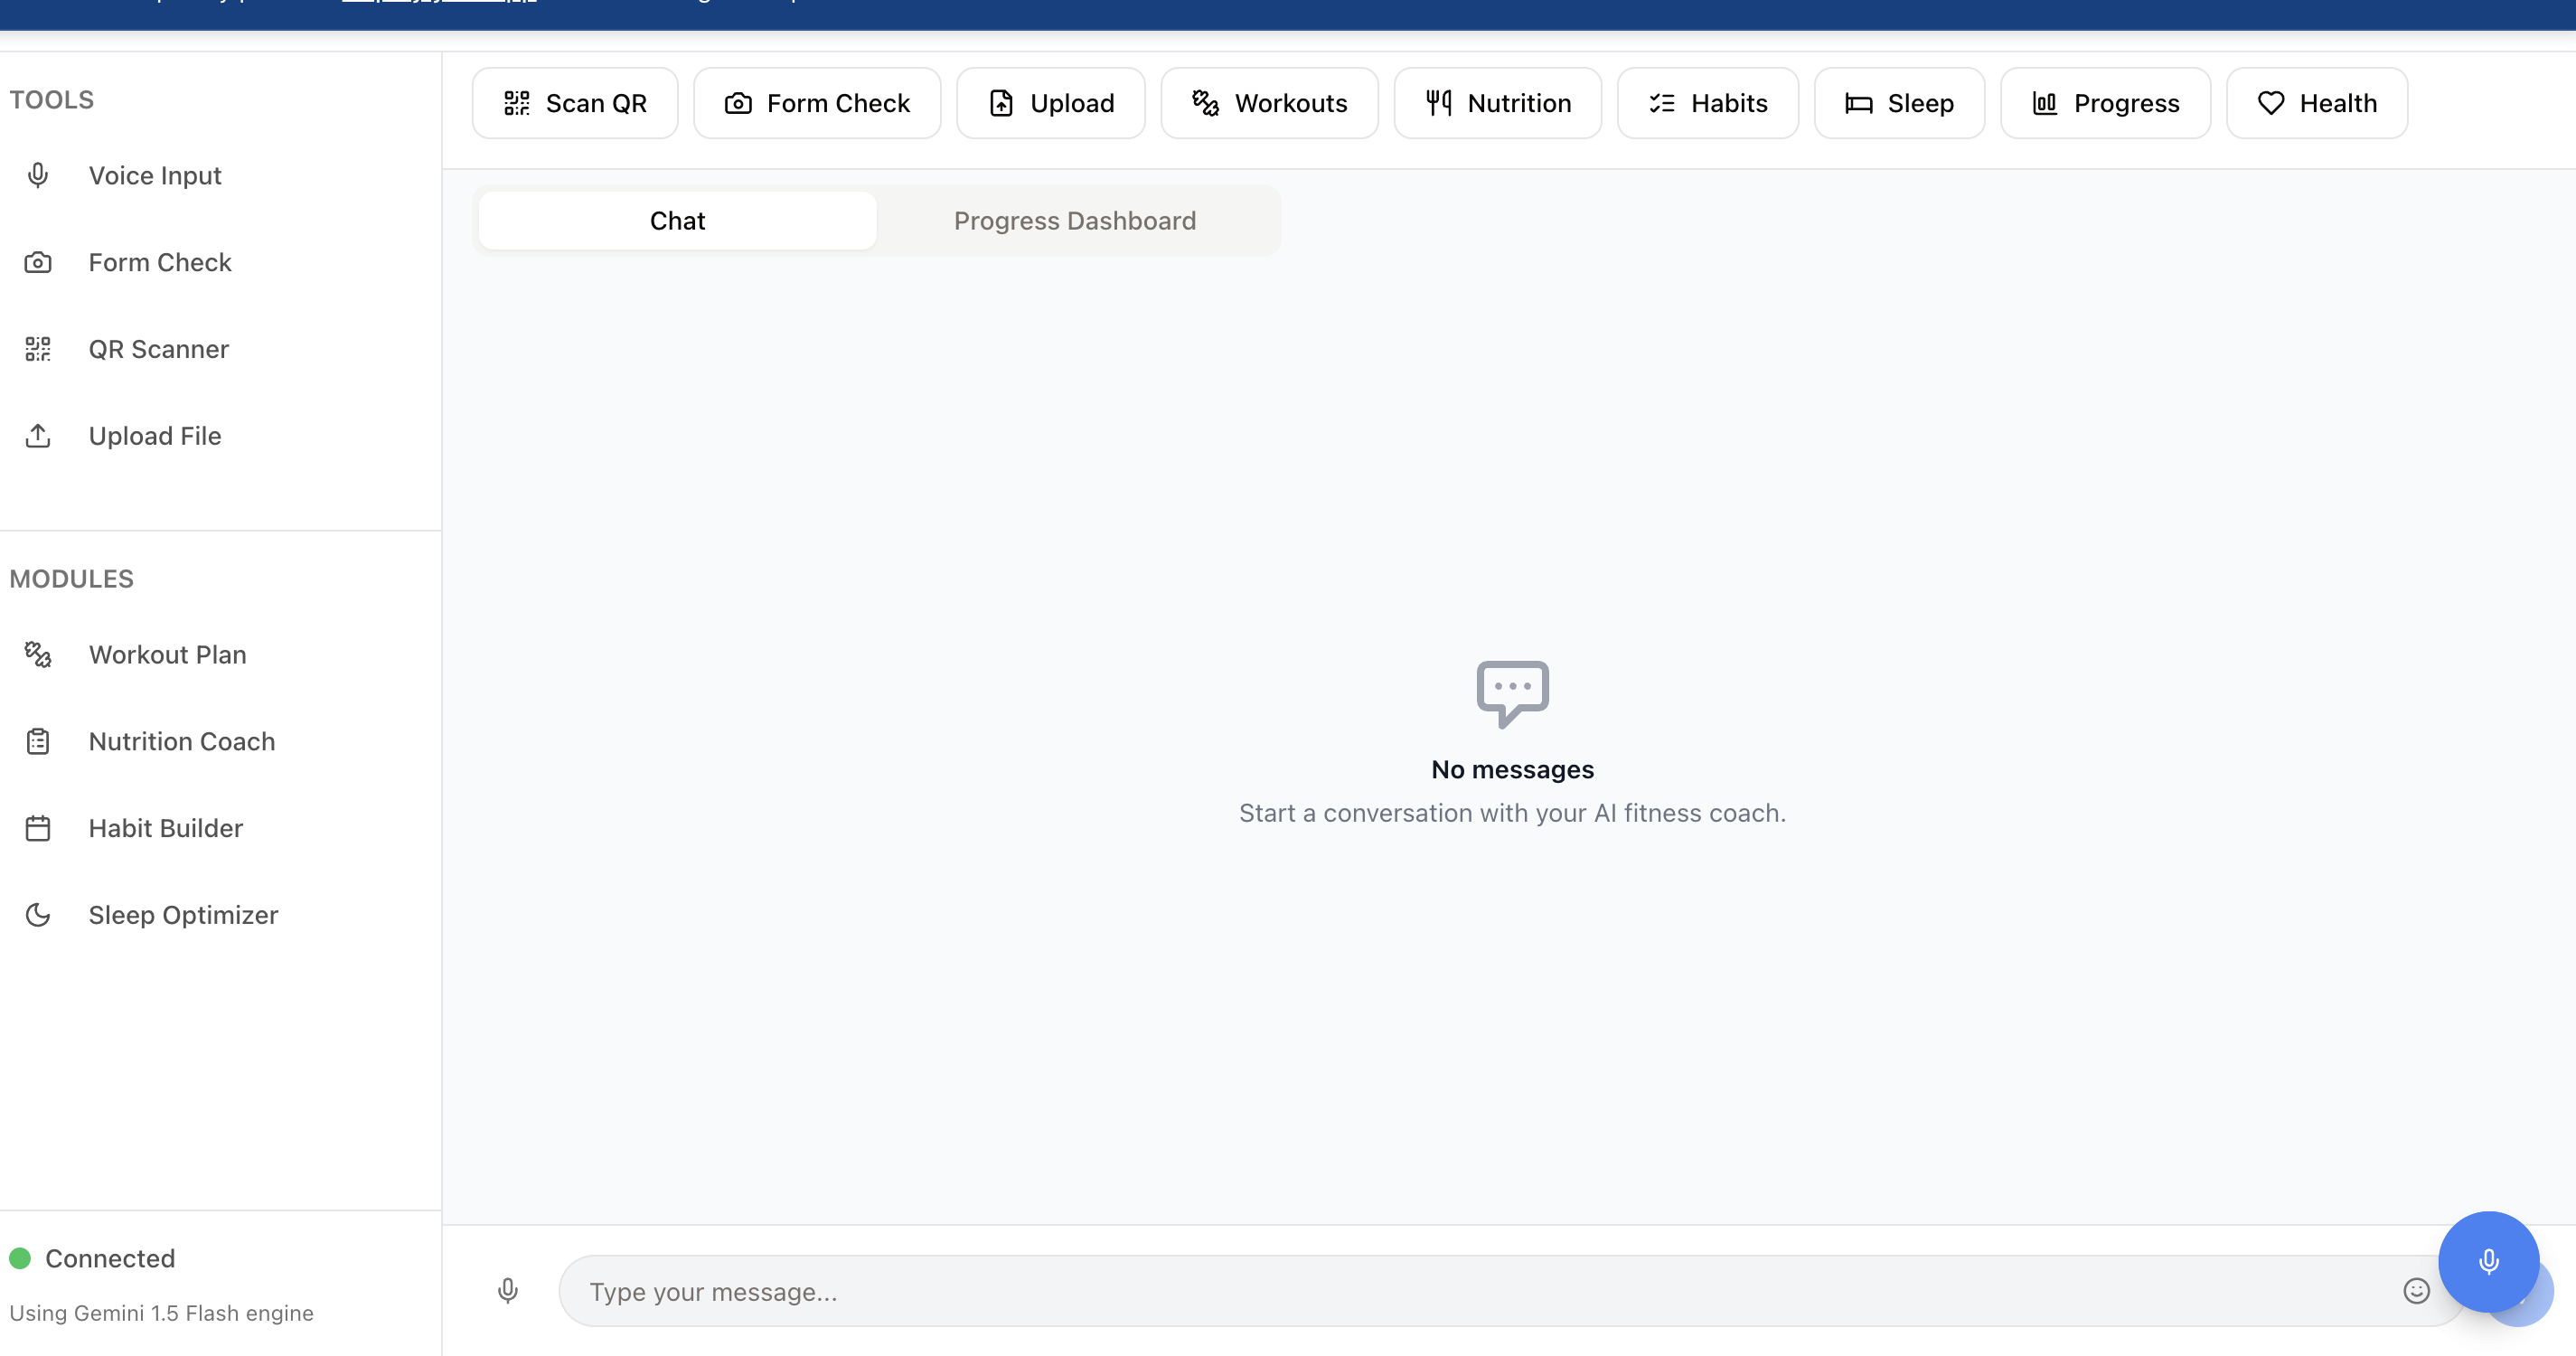 TOOLS
Voice Input
Form Check
QR Scanner
Upload File
MODULES
Workout Plan
Nutrition Coach
Habit Builder
Sleep Optimizer
Connected
Using Gemini 1.5 Flash engine
Scan QR
Form Check
Upload
Workouts
Nutrition
Habits
Sleep
Progress
Health
Chat
Progress Dashboard
No messages
Start a conversation with your AI fitness coach.
Type your message...